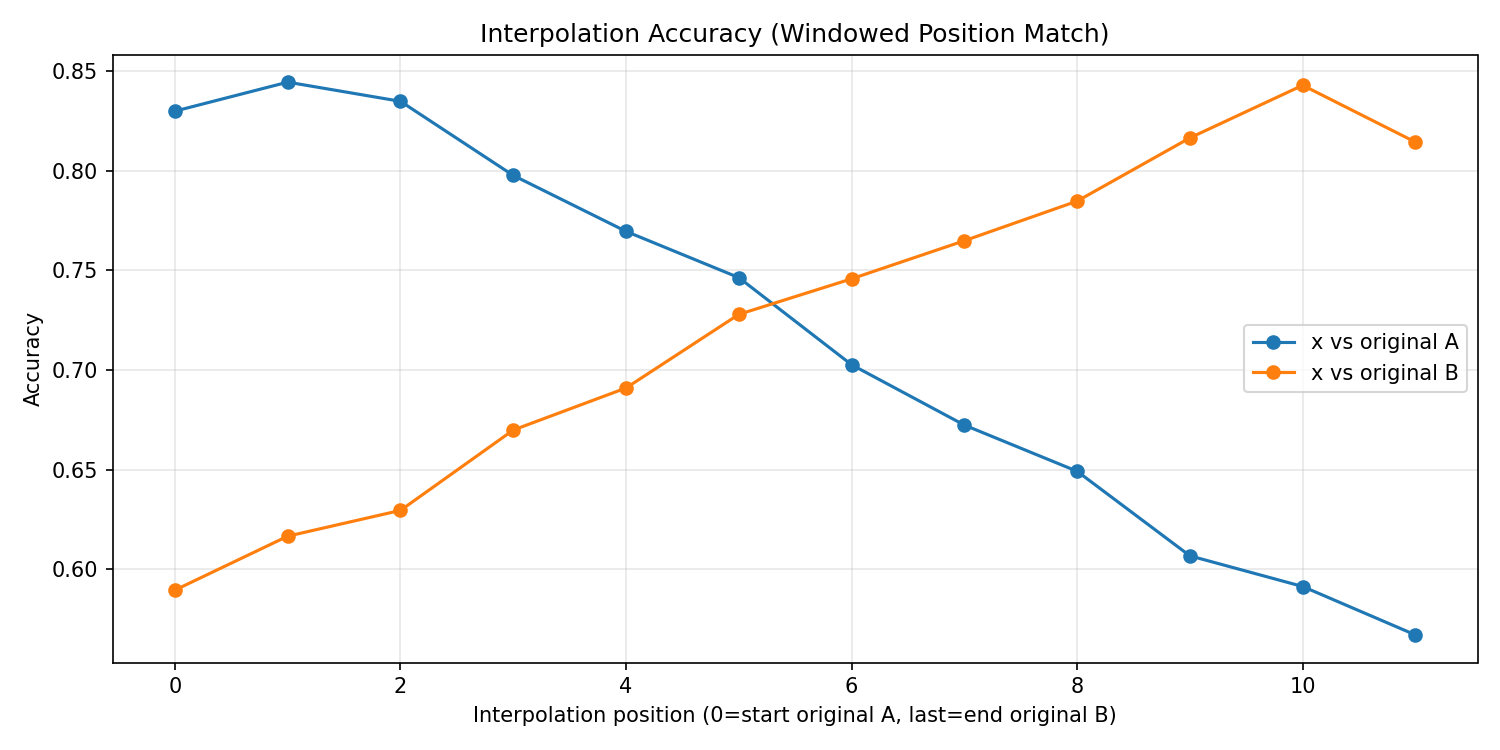 Interpolation Accuracy (Windowed Position Match)
Accuracy
0.85
0.80
0.75
0.70
0.65
0.60
x vs original A
x vs original B
0 2 4 6 8 10
Interpolation position (0=start original A, last=end original B)